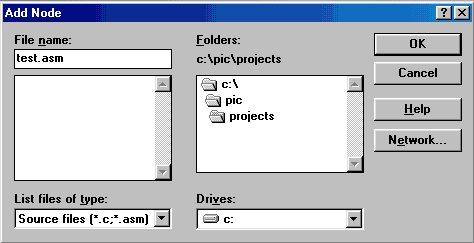 Add Node
File name:
test.asm
Folders:
c:\pic\projects
c:\
pic
projects
OK
Cancel
Help
Network...
List files of type:
Source files (*.c;*.asm)
Drives:
c: